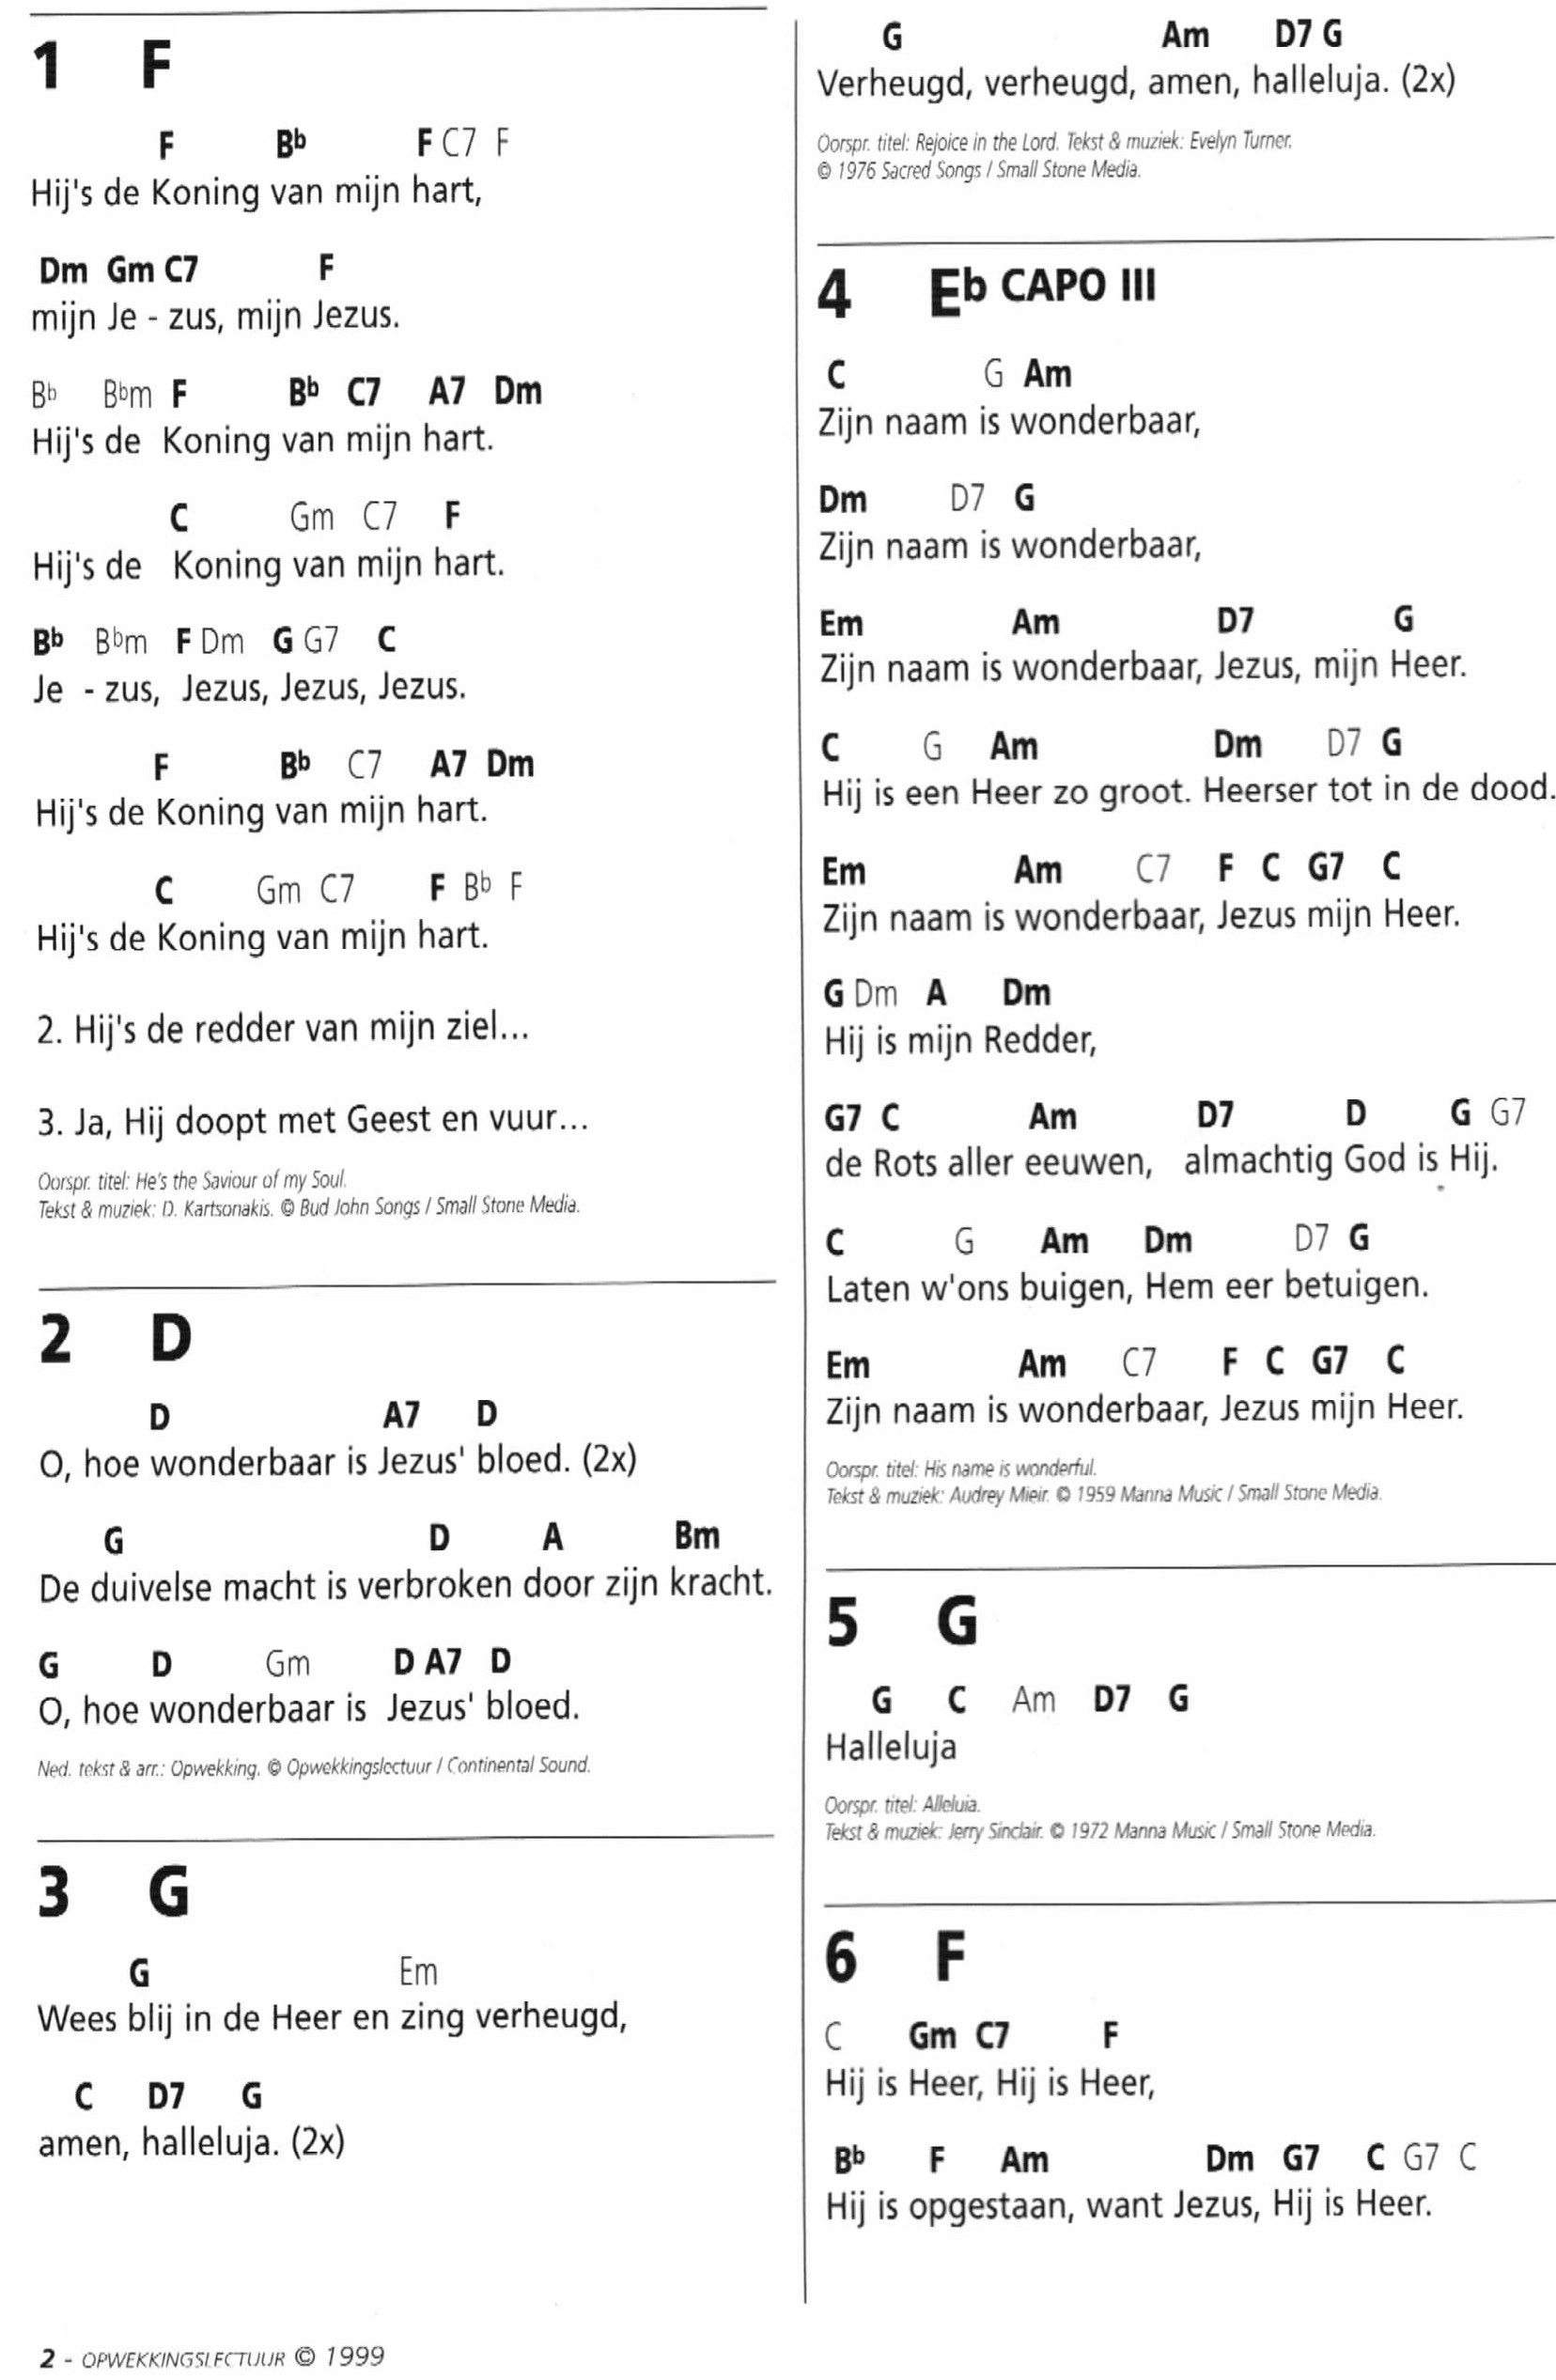 1 F
F Bb F C7 F
Hij's de Koning van mijn hart,
Dm Gm C7 F
mijn Je - zus, mijn Jezus.
Bb Bbm F Bb C7 A7 Dm
Hij's de Koning van mijn hart.
C Gm C7 F
Hij's de Koning van mijn hart.
Bb Bbm F Dm G G7 C
Je - zus, Jezus, Jezus, Jezus.
F Bb C7 A7 Dm
Hij's de Koning van mijn hart.
C Gm C7 F Bb F
Hij's de Koning van mijn hart.
2. Hij's de redder van mijn ziel...
3. Ja, Hij doopt met Geest en vuur...
Oorspr. titel: He's the Saviour of my Soul.
Tekst & muziek: D. Kartsonakis. © Bud John Songs / Small Stone Media.
2 D
D A7 D
O, hoe wonderbaar is Jezus' bloed. (2x)
G D A Bm
De duivelse macht is verbroken door zijn kracht.
G D Gm D A7 D
O, hoe wonderbaar is Jezus' bloed.
Ned. tekst & arr.: Opwekking. © Opwekkingslectuur / Continental Sound.
3 G
G Em
Wees blij in de Heer en zing verheugd,
C D7 G
amen, halleluja. (2x)
G Am D7 G
Verheugd, verheugd, amen, halleluja. (2x)
Oorspr. titel: Rejoice in the Lord. Tekst & muziek: Evelyn Turner.
© 1976 Sacred Songs / Small Stone Media.
4 Eb CAPO III
C G Am
Zijn naam is wonderbaar,
Dm D7 G
Zijn naam is wonderbaar,
Em Am D7 G
Zijn naam is wonderbaar, Jezus, mijn Heer.
C G Am Dm D7 G
Hij is een Heer zo groot. Heerser tot in de dood.
Em Am C7 F C G7 C
Zijn naam is wonderbaar, Jezus mijn Heer.
G Dm A Dm
Hij is mijn Redder,
G7 C Am D7 D G G7
de Rots aller eeuwen, almachtig God is Hij.
C G Am Dm D7 G
Laten w'ons buigen, Hem eer betuigen.
Em Am C7 F C G7 C
Zijn naam is wonderbaar, Jezus mijn Heer.
Oorspr. titel: His name is wonderful.
Tekst & muziek: Audrey Mieir. © 1959 Manna Music / Small Stone Media.
5 G
G C Am D7 G
Halleluja
Oorspr. titel: Alleluia.
Tekst & muziek: Jerry Sinclair. © 1972 Manna Music / Small Stone Media.
6 F
C Gm C7 F
Hij is Heer, Hij is Heer,
Bb F Am Dm G7 C G7 C
Hij is opgestaan, want Jezus, Hij is Heer.
2 - OPWEKKINGSLECTUUR © 1999